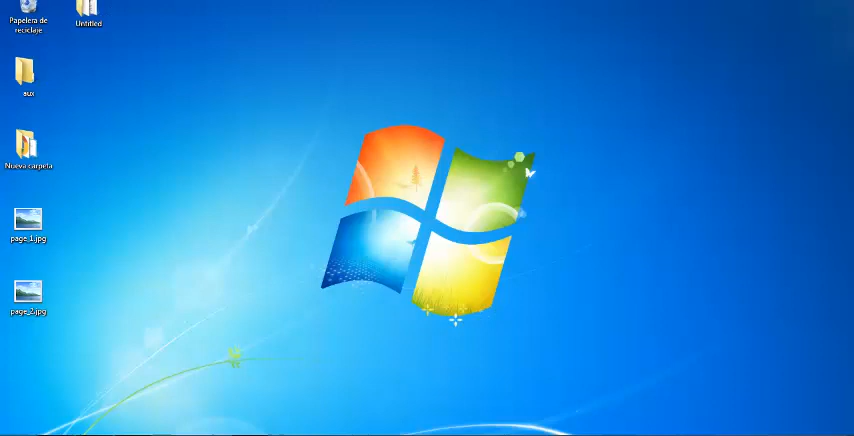 Papelera de
reciclaje
Untitled
aux
Nueva carpeta
page_1.jpg
page_2.jpg